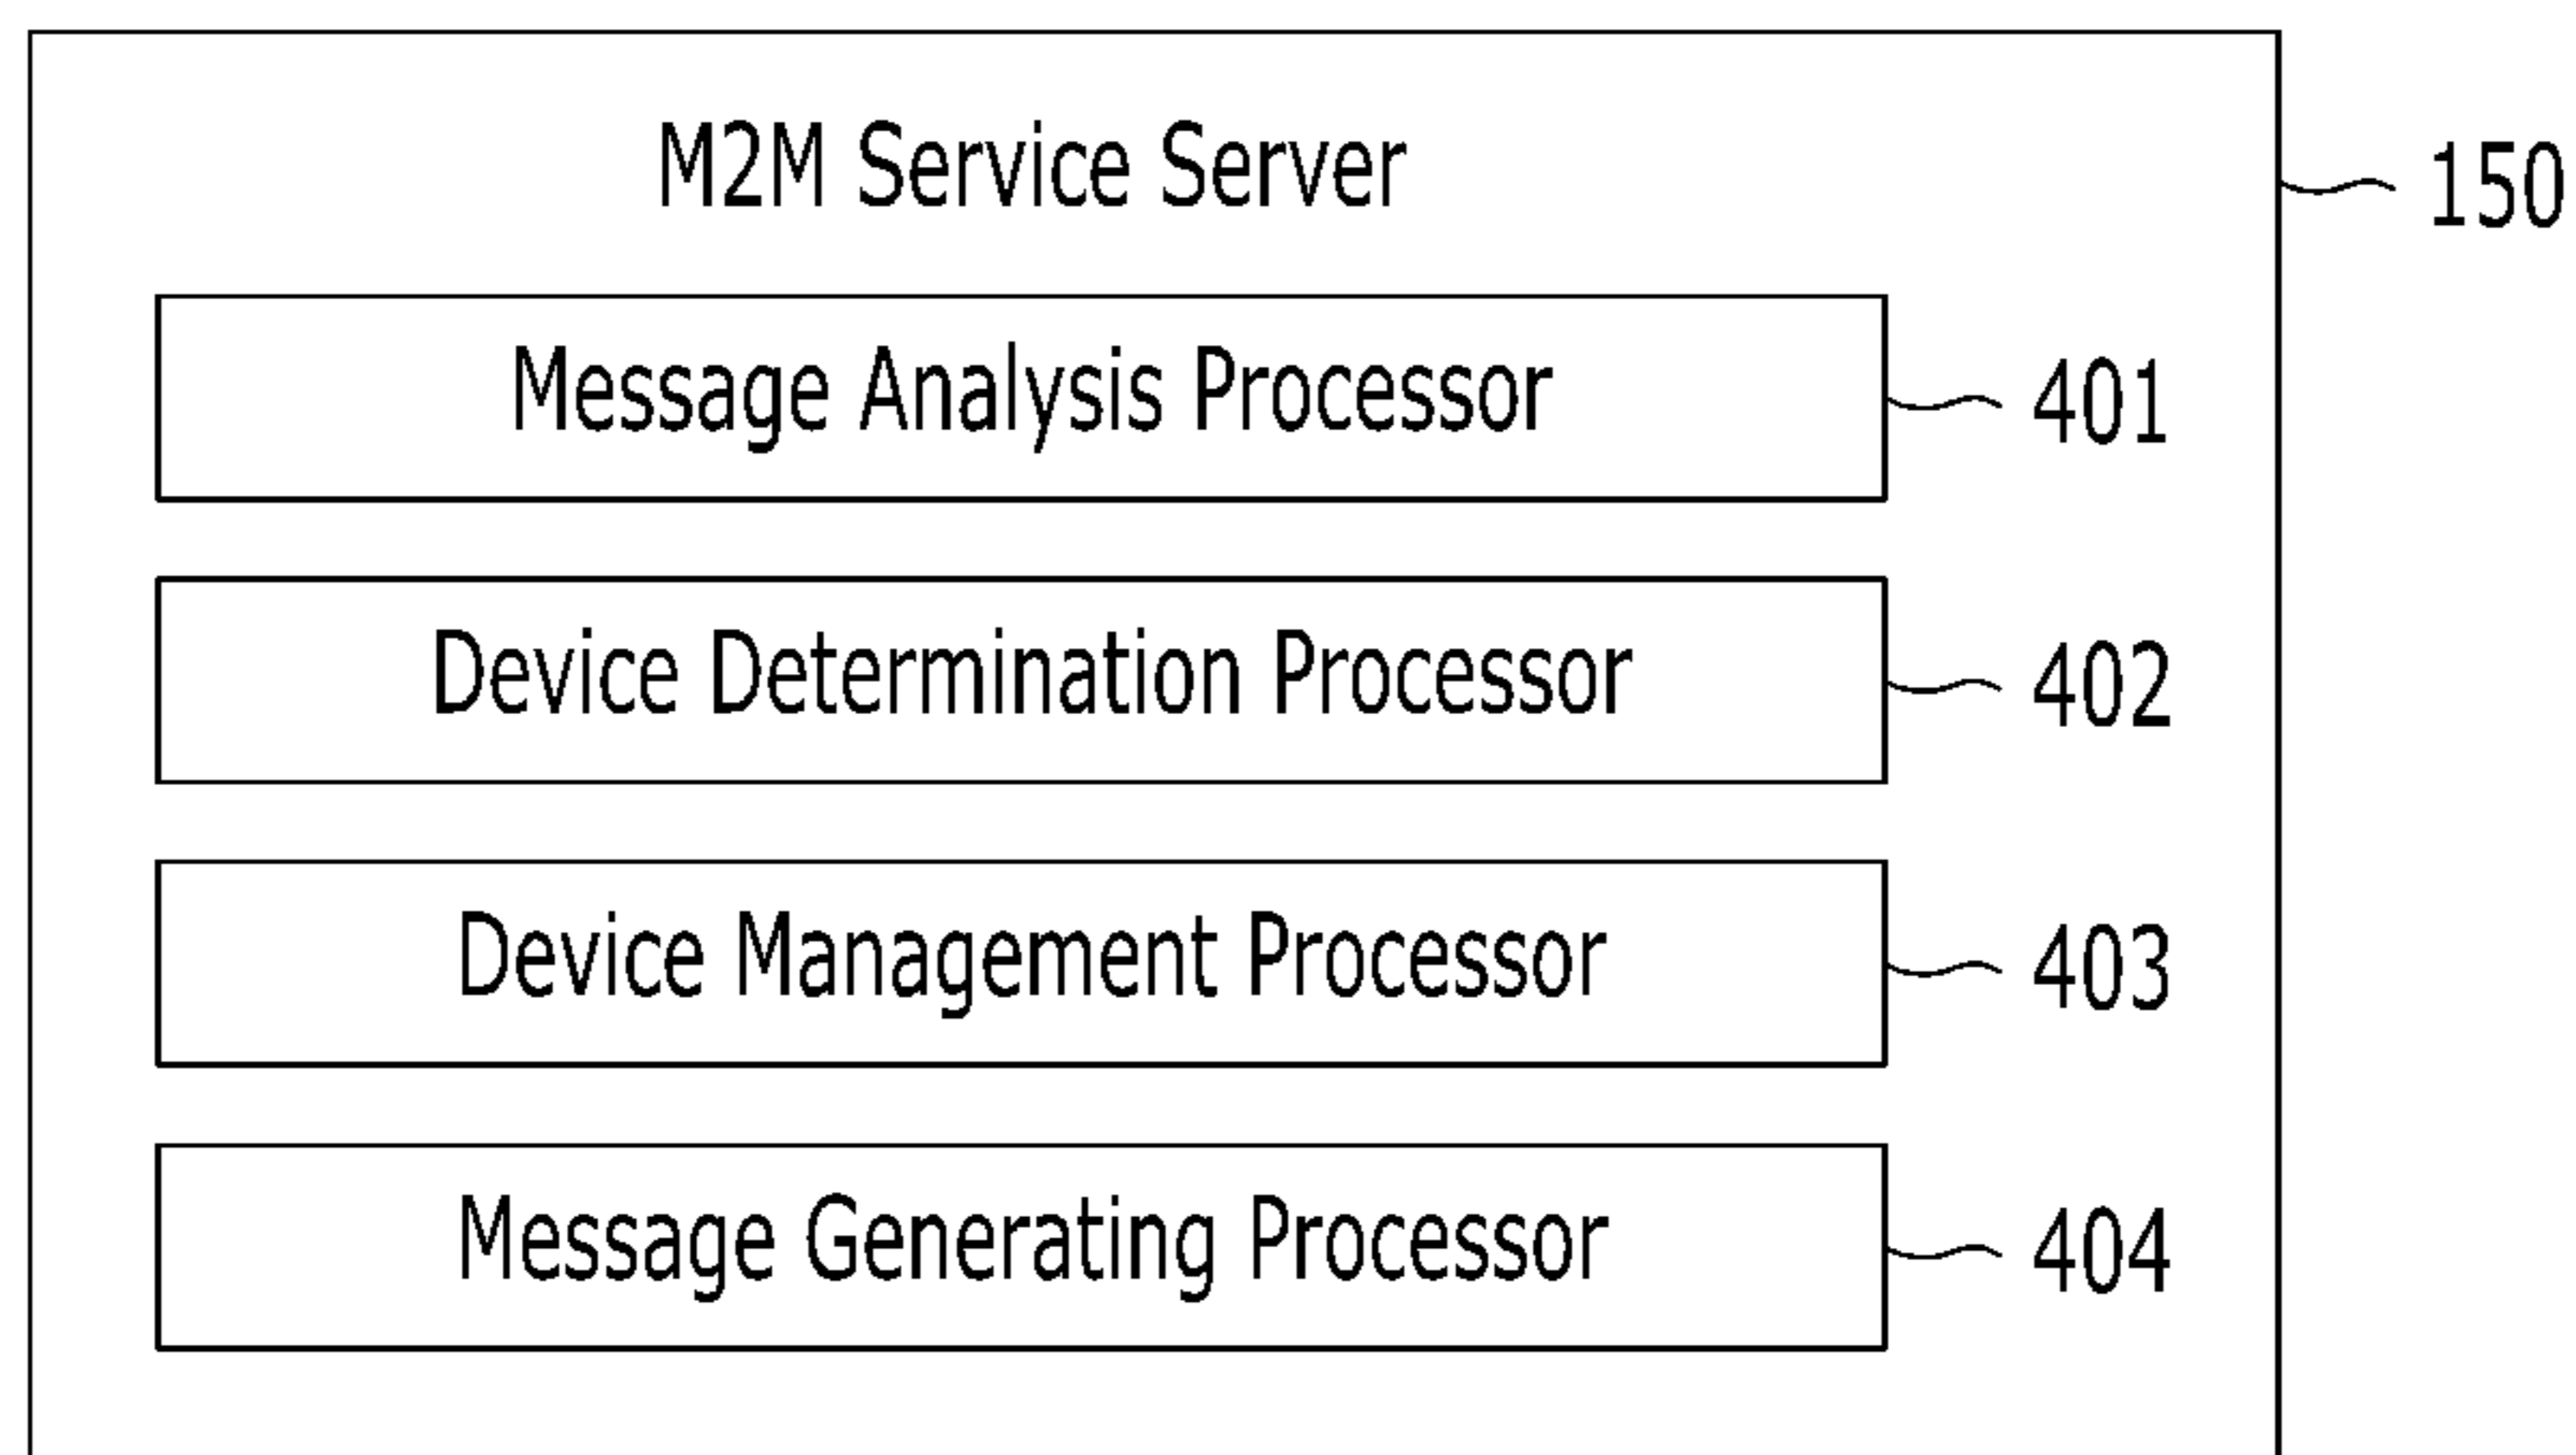 M2M Service Server
150
Message Analysis Processor
401
Device Determination Processor
402
Device Management Processor
403
Message Generating Processor
404